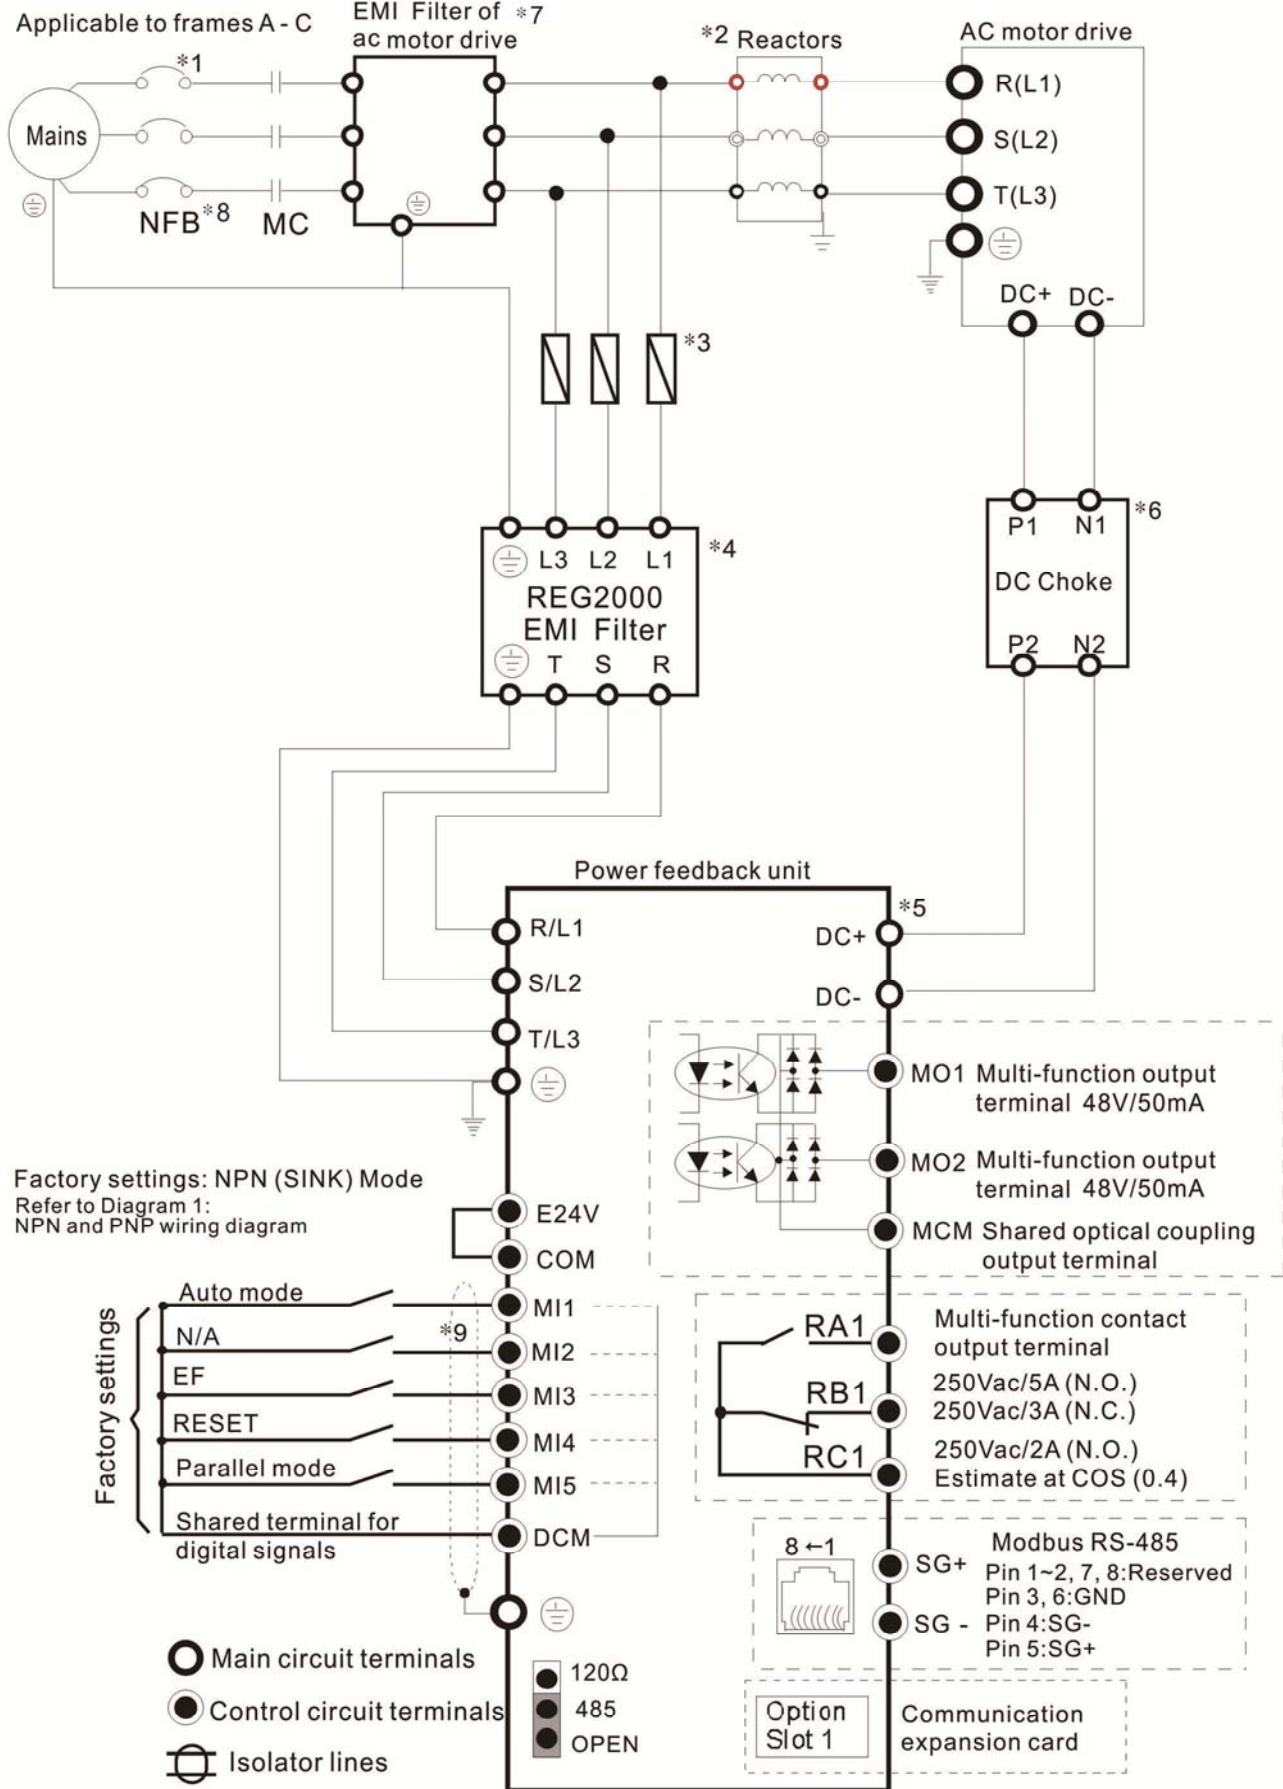 Applicable to frames A - C
EMI Filter of *7
ac motor drive
*2 Reactors
AC motor drive
*1
Mains
NFB*8
MC
R(L1)
S(L2)
T(L3)
DC+ DC-
*3
L3 L2 L1
*4
REG2000
EMI Filter
T S R
P1 N1
*6
DC Choke
P2 N2
Power feedback unit
*5
R/L1
S/L2
T/L3
DC+
DC-
MO1 Multi-function output
terminal 48V/50mA
MO2 Multi-function output
terminal 48V/50mA
MCM Shared optical coupling
output terminal
Factory settings: NPN (SINK) Mode
Refer to Diagram 1:
NPN and PNP wiring diagram
E24V
COM
Factory settings
Auto mode
MI1
N/A
*9
MI2
EF
MI3
RESET
MI4
Parallel mode
MI5
Shared terminal for
digital signals
DCM
RA1
RB1
RC1
Multi-function contact
output terminal
250Vac/5A (N.O.)
250Vac/3A (N.C.)
250Vac/2A (N.O.)
Estimate at COS (0.4)
8←1
SG+
SG -
Modbus RS-485
Pin 1~2, 7, 8:Reserved
Pin 3, 6:GND
Pin 4:SG-
Pin 5:SG+
Main circuit terminals
Control circuit terminals
Isolator lines
120Ω
485
OPEN
Option
Slot 1
Communication
expansion card